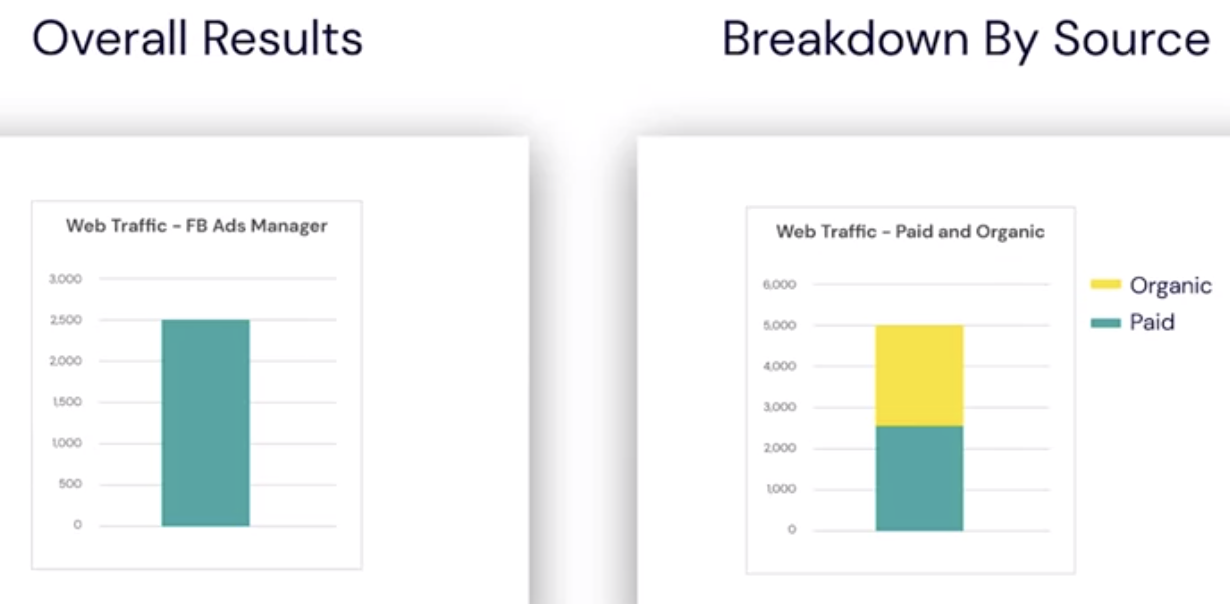 Overall Results
Breakdown By Source
Web Traffic - FB Ads Manager
3,000
2,500
2,000
1,500
1,000
500
0
Web Traffic - Paid and Organic
6,000
5,000
4,000
3,000
2,000
1,000
0
Organic
Paid